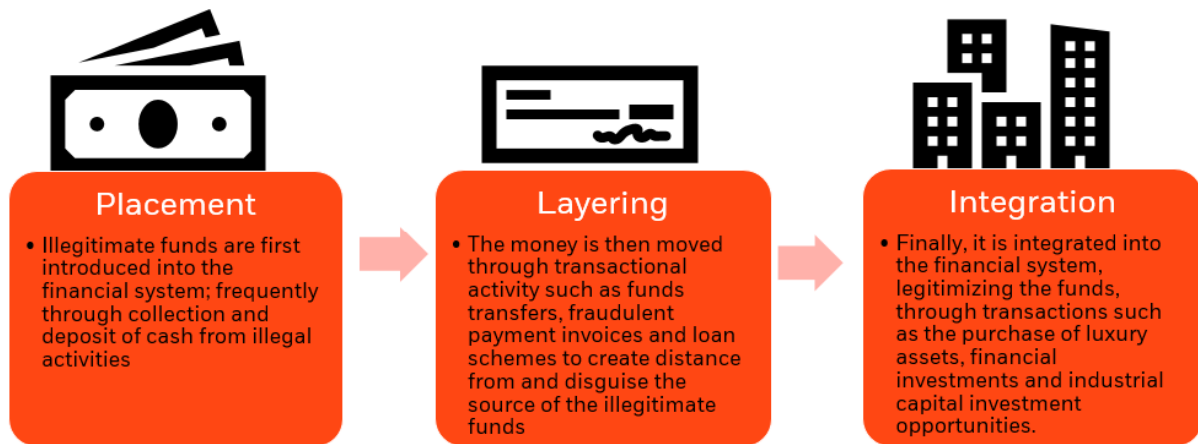 Placement
• Illegitimate funds are first
introduced into the
financial system; frequently
through collection and
deposit of cash from illegal
activities
Layering
• The money is then moved
through transactional
activity such as funds
transfers, fraudulent
payment invoices and loan
schemes to create distance
from and disguise the
source of the illegitimate
funds
Integration
• Finally, it is integrated into
the financial system,
legitimizing the funds,
through transactions such
as the purchase of luxury
assets, financial
investments and industrial
capital investment
opportunities.